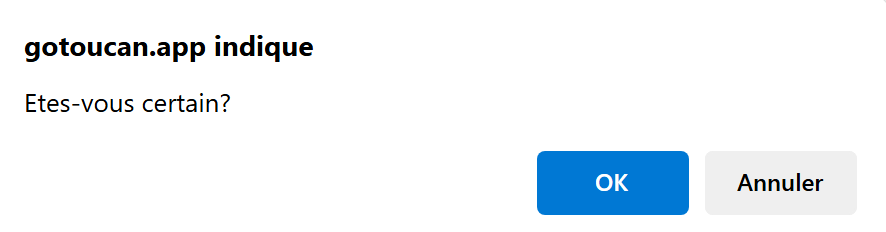 gotoucan.app indique
Etes-vous certain?
OK
Annuler